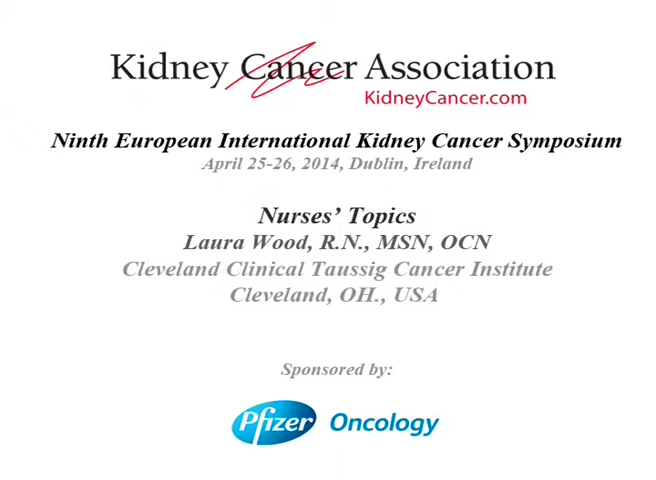 Kidney Cancer Association
KidneyCancer.com
Ninth European International Kidney Cancer Symposium
April 25-26, 2014, Dublin, Ireland
Nurses’ Topics
Laura Wood, R.N., MSN, OCN
Cleveland Clinical Taussig Cancer Institute
Cleveland, OH., USA
Sponsored by:
Pfizer Oncology